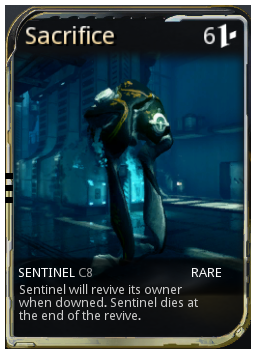 Sacrifice 6
SENTINEL C8 RARE
Sentinel will revive its owner
when downed. Sentinel dies at
the end of the revive.